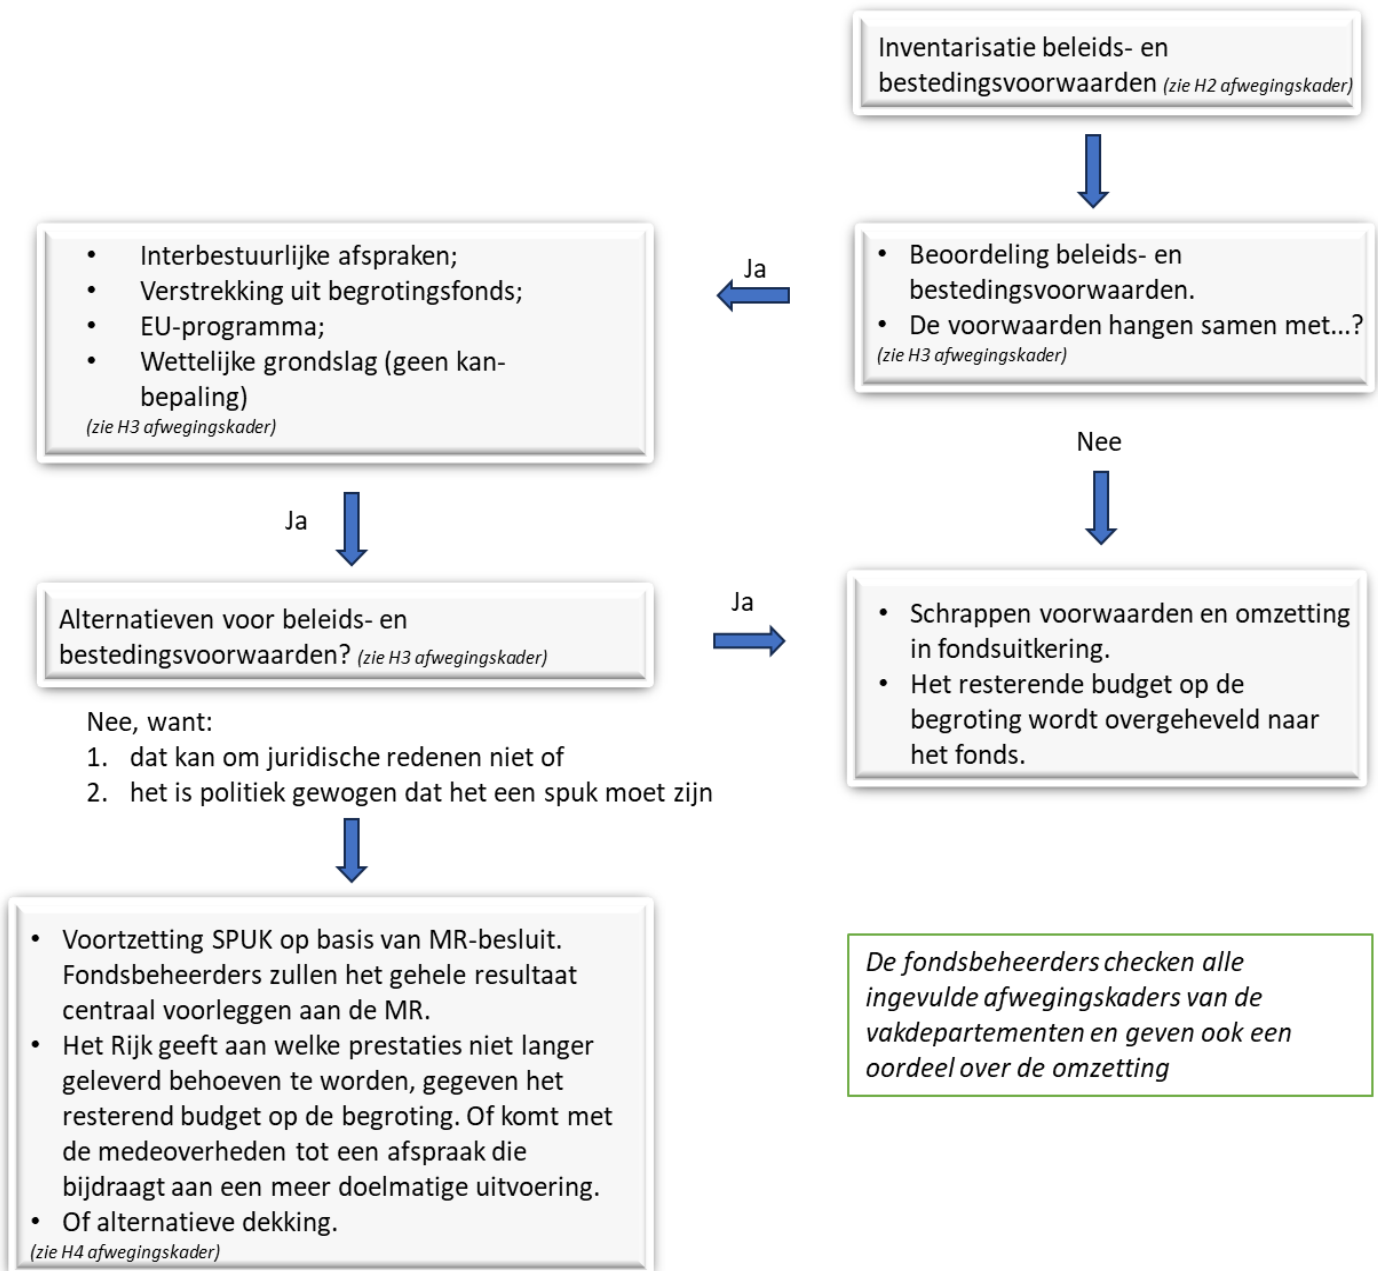 Inventarisatie beleids- en
bestedingsvoorwaarden (zie H2 afwegingskader)
• Beoordeling beleids- en
bestedingsvoorwaarden.
• De voorwaarden hangen samen met...?
(zie H3 afwegingskader)
Ja
• Interbestuurlijke afspraken;
• Verstrekking uit begrotingsfonds;
• EU-programma;
• Wettelijke grondslag (geen kan-
bepaling)
(zie H3 afwegingskader)
Nee
Ja
Alternatieven voor beleids- en
bestedingsvoorwaarden? (zie H3 afwegingskader)
Ja
• Schrappen voorwaarden en omzetting
in fondsuitkering.
• Het resterende budget op de
begroting wordt overgeheveld naar
het fonds.
Nee, want:
1. dat kan om juridische redenen niet of
2. het is politiek gewogen dat het een spuk moet zijn
• Voortzetting SPUK op basis van MR-besluit.
Fondsbeheerders zullen het gehele resultaat
centraal voorleggen aan de MR.
• Het Rijk geeft aan welke prestaties niet langer
geleverd behoeven te worden, gegeven het
resterend budget op de begroting. Of komt met
de medeoverheden tot een afspraak die
bijdraagt aan een meer doelmatige uitvoering.
• Of alternatieve dekking.
(zie H4 afwegingskader)
De fondsbeheerders checken alle
ingevulde afwegingskaders van de
vakdepartementen en geven ook een
oordeel over de omzetting